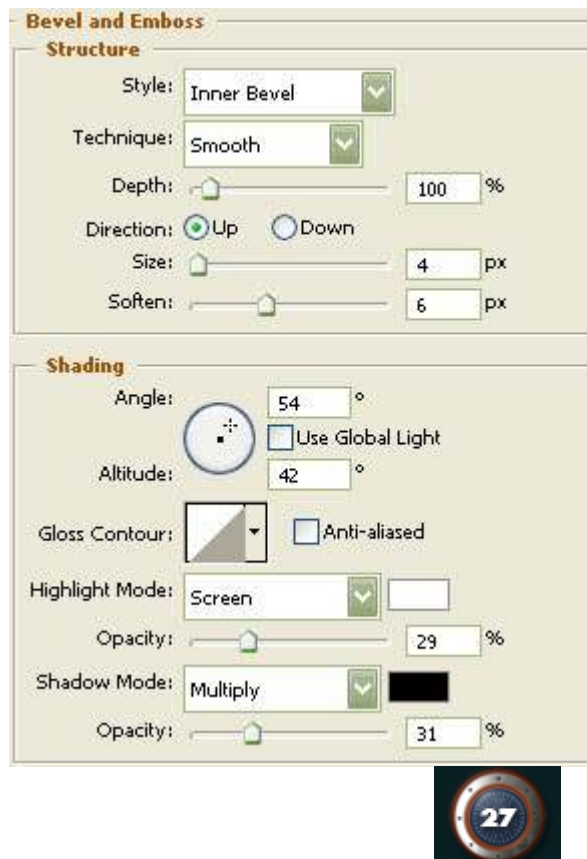 Bevel and Emboss
Structure
Style: Inner Bevel
Technique: Smooth
Depth: 100 %
Direction: Up Down
Size: 4 px
Soften: 6 px
Shading
Angle: 54 °
Use Global Light
Altitude: 42 °
Gloss Contour: Anti-aliased
Highlight Mode: Screen
Opacity: 29 %
Shadow Mode: Multiply
Opacity: 31 %
27